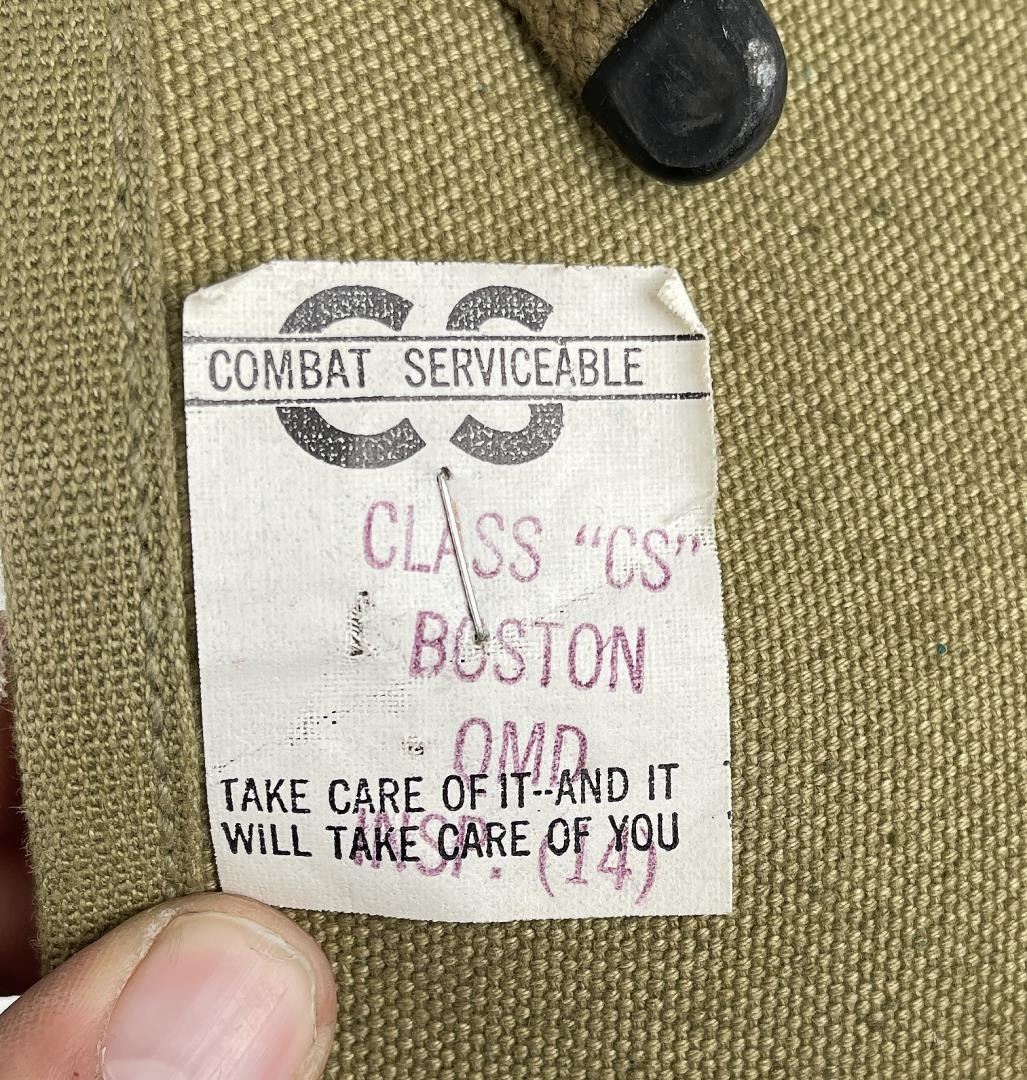 CS
COMBAT SERVICEABLE
CLASS "CS"
BOSTON
QMD
TAKE CARE OF IT--AND IT
WILL TAKE CARE OF YOU
INSP. (14)